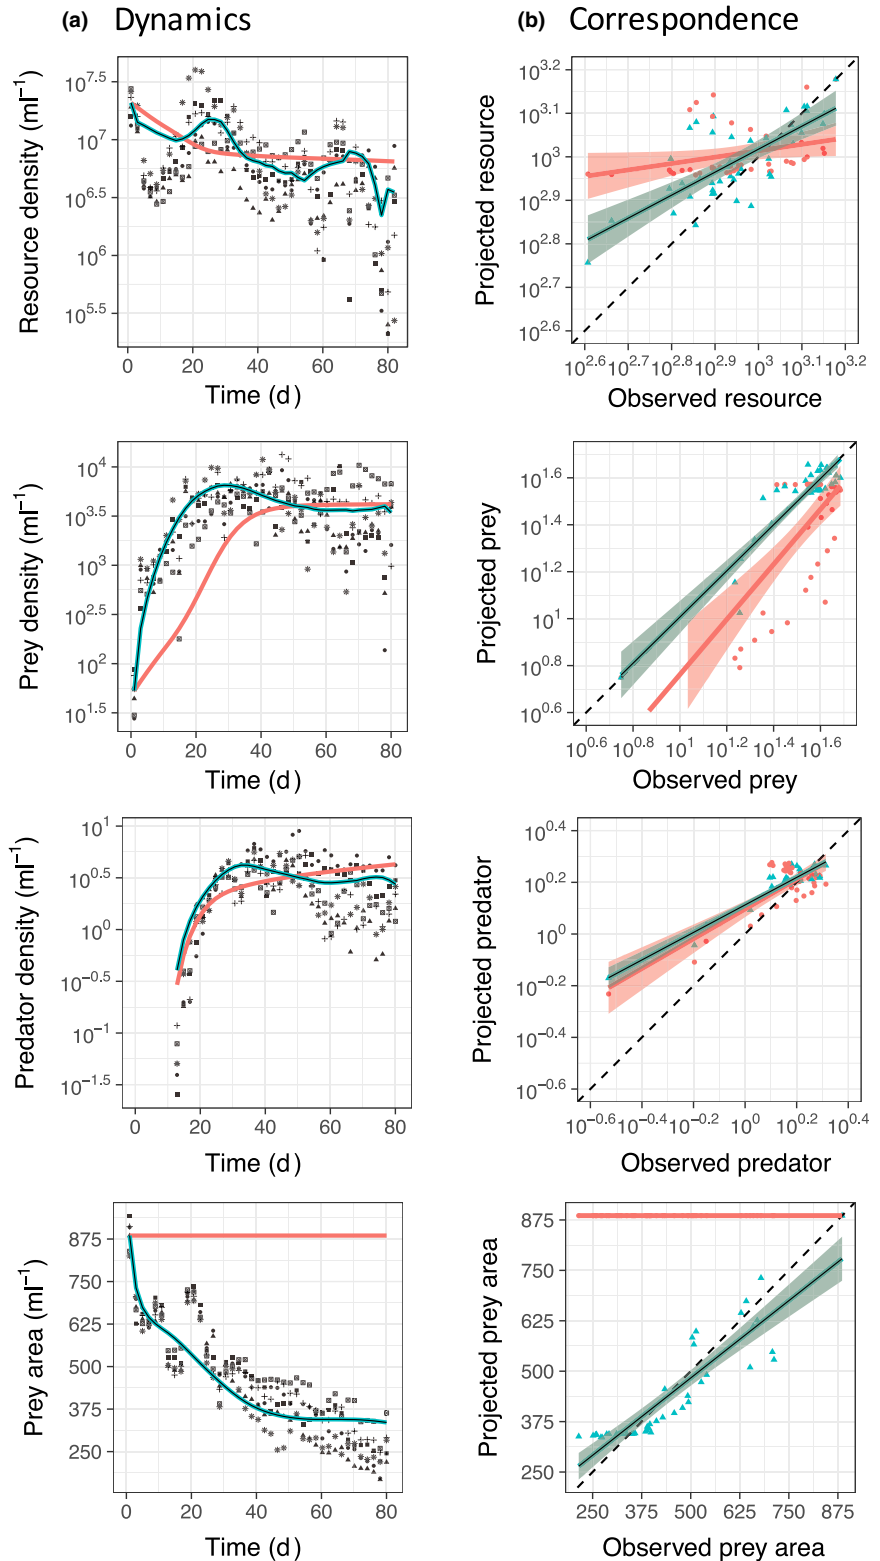 (a) Dynamics
(b) Correspondence
Resource density (ml⁻¹)
10^7.5
10^7
10^6.5
10^6
10^5.5
0 20 40 60 80
Time (d)
Projected resource
10^3.2
10^3.1
10^3
10^2.9
10^2.8
10^2.7
10^2.6
10^2.6 10^2.7 10^2.8 10^2.9 10^3 10^3.1 10^3.2
Observed resource
Prey density (ml⁻¹)
10^4
10^3.5
10^3
10^2.5
10^2
10^1.5
0 20 40 60 80
Time (d)
Projected prey
10^1.6
10^1.4
10^1.2
10^1
10^0.8
10^0.6
10^0.6 10^0.8 10^1 10^1.2 10^1.4 10^1.6
Observed prey
Predator density (ml⁻¹)
10^1
10^0.5
10^0
10^−0.5
10^−1
10^−1.5
0 20 40 60 80
Time (d)
Projected predator
10^0.4
10^0.2
10^0
10^−0.2
10^−0.4
10^−0.6
10^−0.6 10^−0.4 10^−0.2 10^0 10^0.2 10^0.4
Observed predator
Prey area (ml⁻¹)
875
750
625
500
375
250
0 20 40 60 80
Time (d)
Projected prey area
875
750
625
500
375
250
250 375 500 625 750 875
Observed prey area